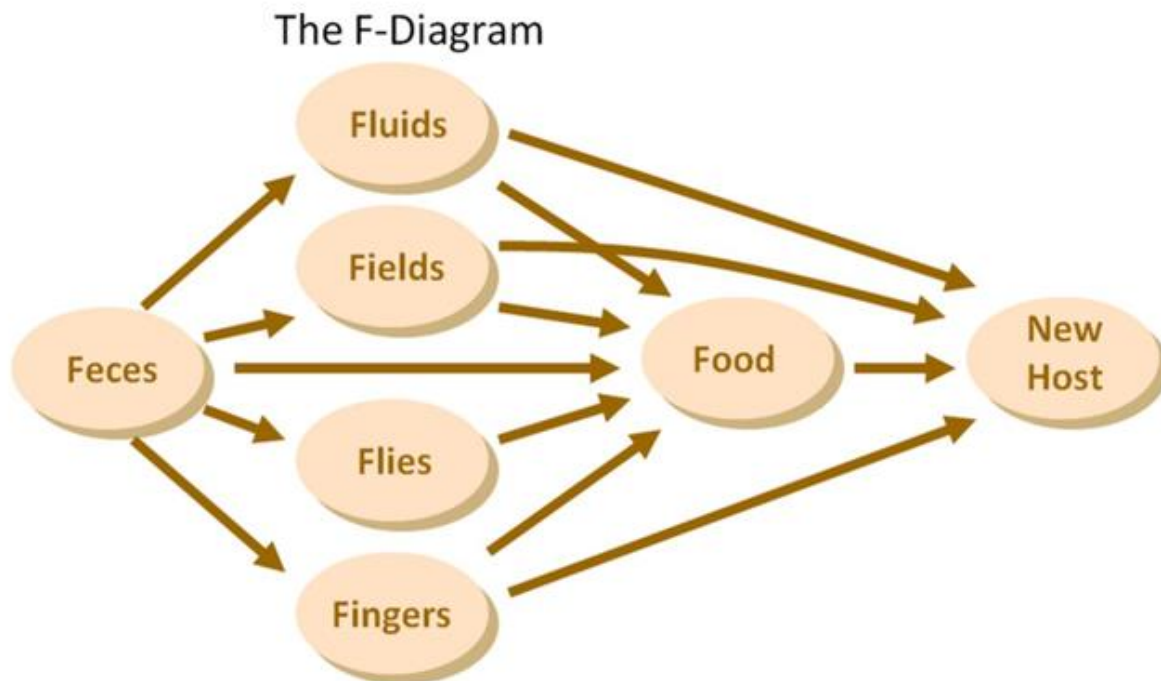 The F-Diagram
Fluids
Fields
Feces
Food
New
Host
Flies
Fingers